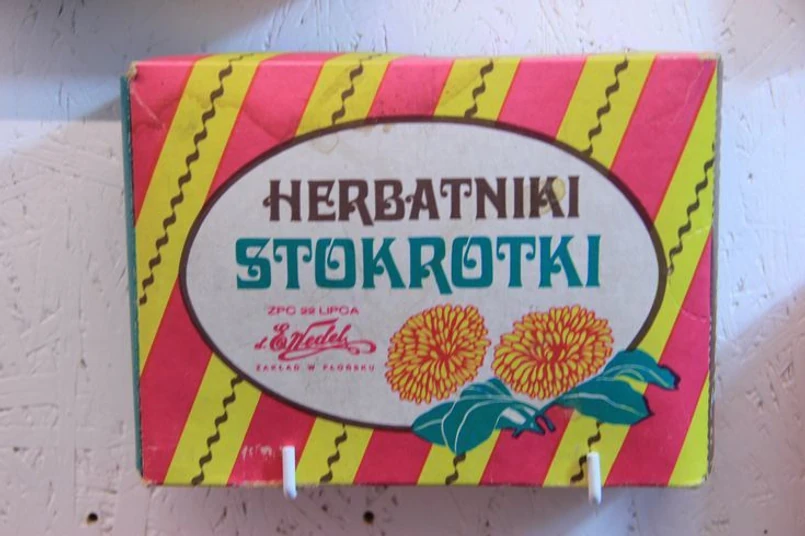 HERBATNIKI
STOKROTKI
ZPC 22 LIPCA
d. E. Wedel
ZAKŁAD W PŁOŃSKU